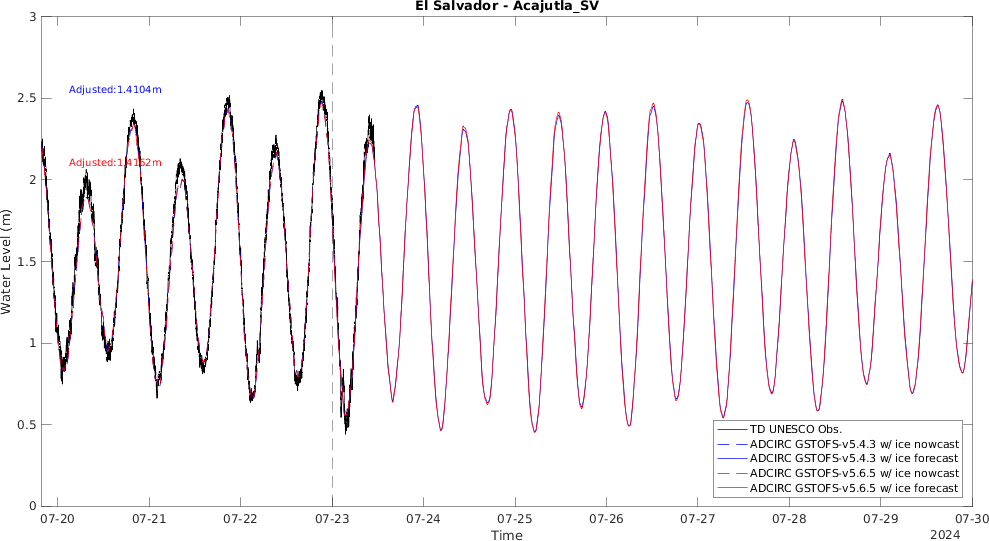 El Salvador - Acajutla_SV
Adjusted:1.4104m
Adjusted:1.4162m
Water Level (m)
3
2.5
2
1.5
1
0.5
0
07-20
07-21
07-22
07-23
07-24
07-25
07-26
07-27
07-28
07-29
07-30
2024
Time
TD UNESCO Obs.
ADCIRC GSTOFS-v5.4.3 w/ ice nowcast
ADCIRC GSTOFS-v5.4.3 w/ ice forecast
ADCIRC GSTOFS-v5.6.5 w/ ice nowcast
ADCIRC GSTOFS-v5.6.5 w/ ice forecast